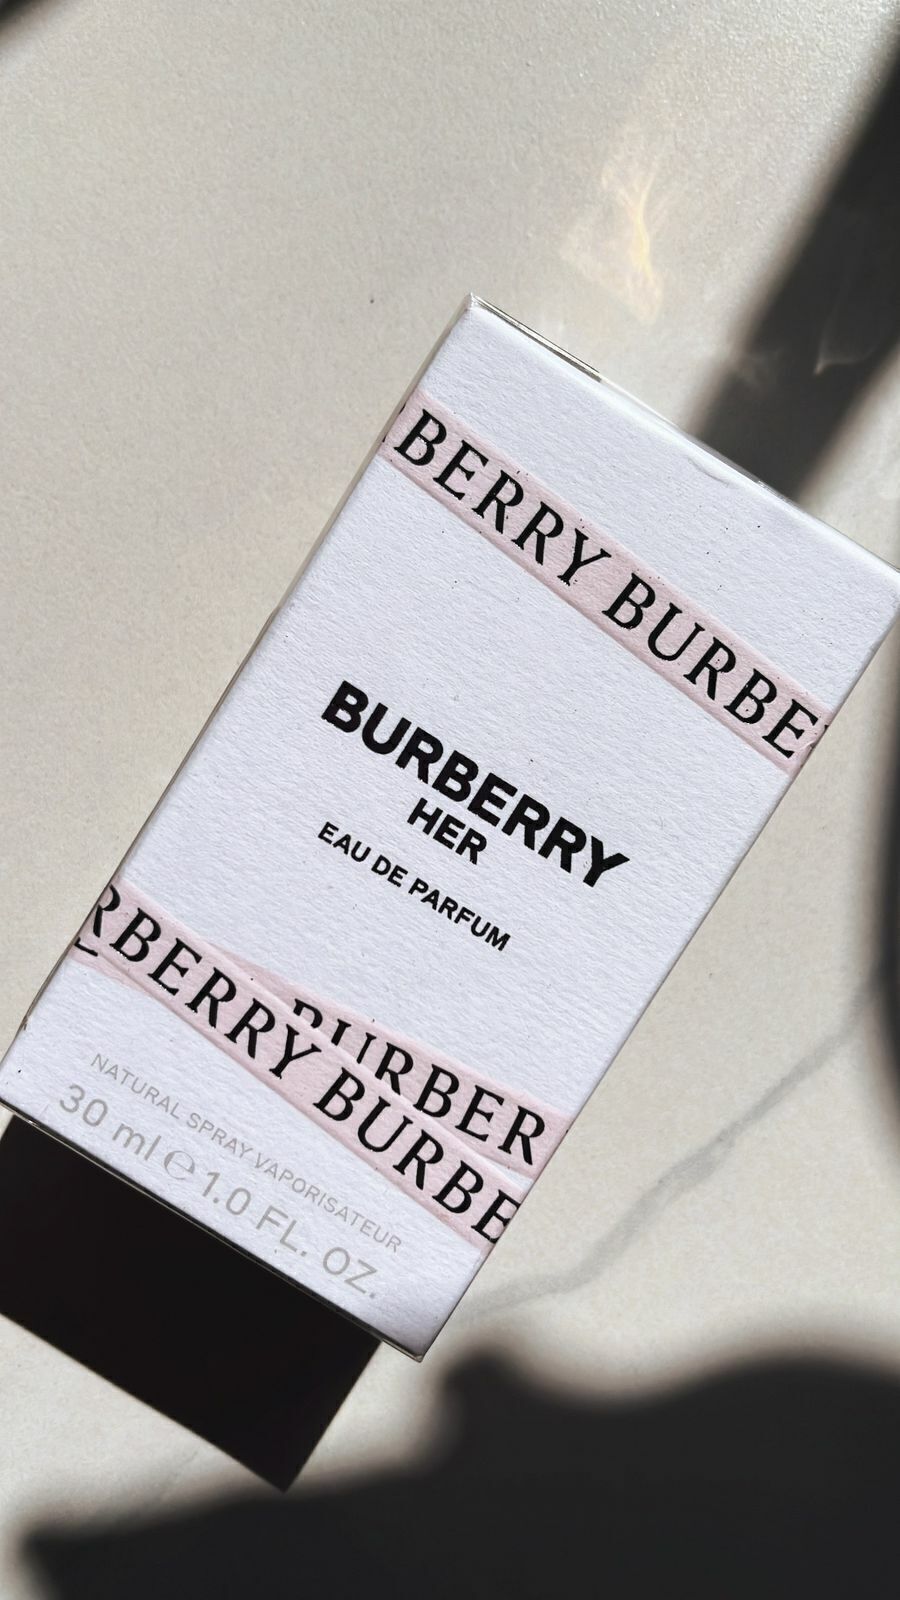 BERRY BURBE
BURBERRY
HER
EAU DE PARFUM
BURBER
RBERRY BURBE
NATURAL SPRAY VAPORISATEUR
30 ml ℮ 1.0 FL. OZ.